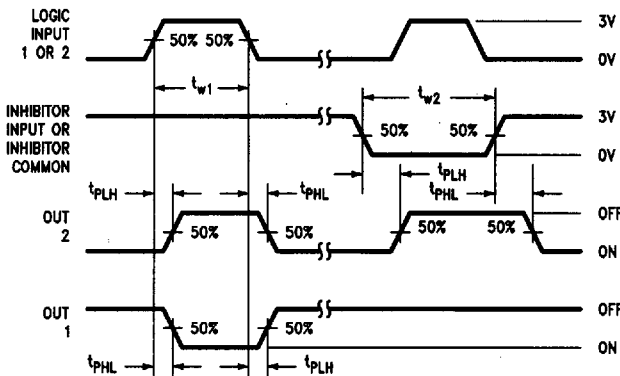 LOGIC
INPUT
1 OR 2
50% 50%
3V
0V
tw1
tw2
INHIBITOR
INPUT OR
INHIBITOR
COMMON
50% 50%
3V
0V
tPLH
tPHL
tPLH
tPHL
OUT
2
50% 50% 50% 50%
OFF
ON
OUT
1
50% 50%
OFF
ON
tPHL
tPLH